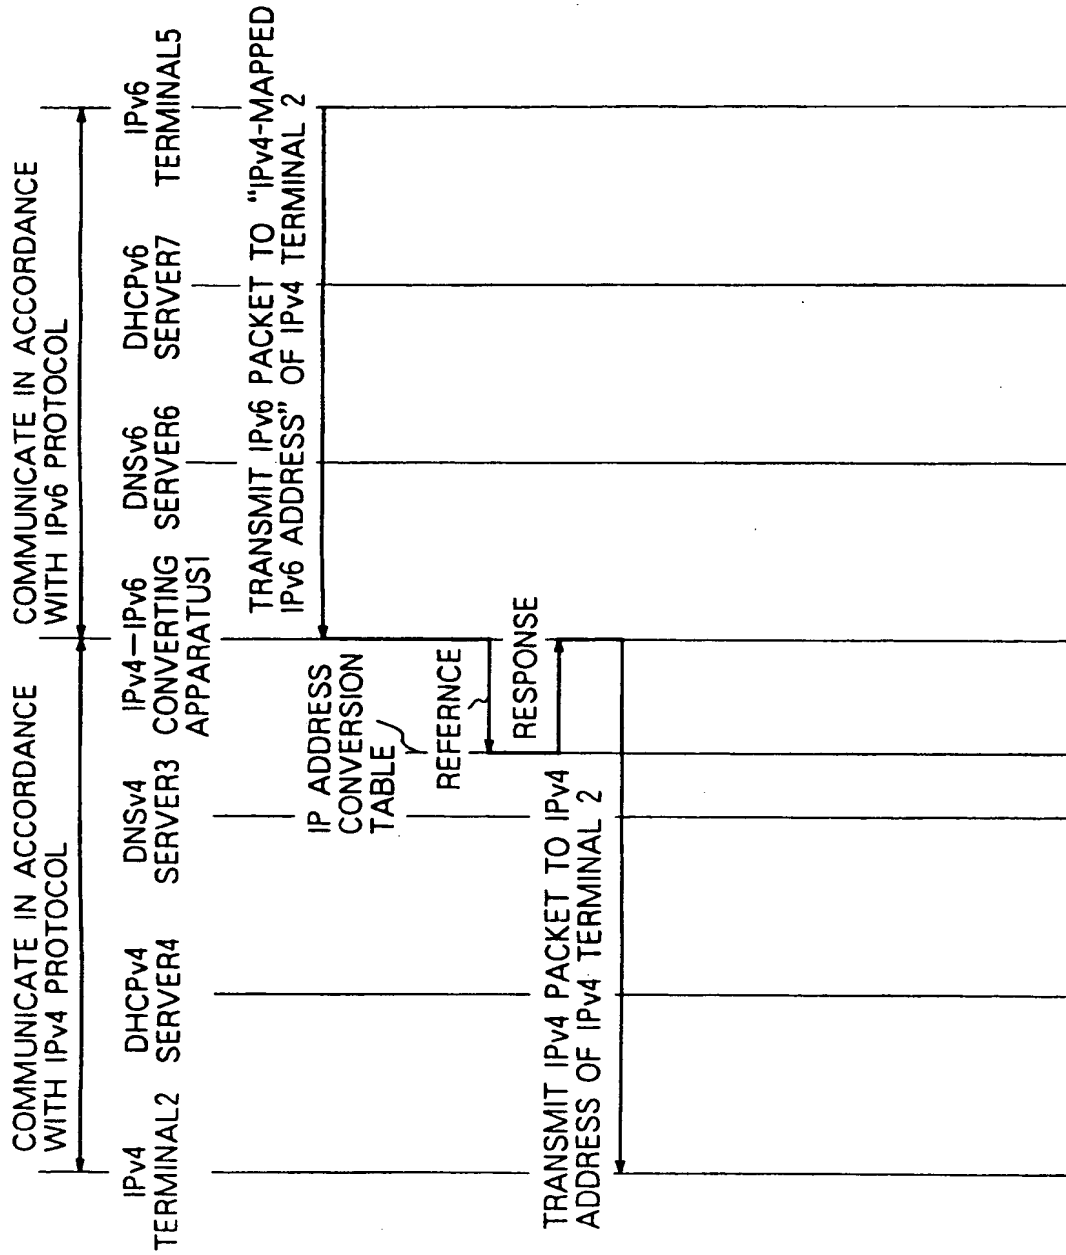 COMMUNICATE IN ACCORDANCE
WITH IPv4 PROTOCOL
COMMUNICATE IN ACCORDANCE
WITH IPv6 PROTOCOL
IPv4
TERMINAL2
DHCPv4
SERVER4
DNSv4
SERVER3
IPv4-IPv6
CONVERTING
APPARATUS1
DNSv6
SERVER6
DHCPv6
SERVER7
IPv6
TERMINAL5
TRANSMIT IPv6 PACKET TO "IPv4-MAPPED
IPv6 ADDRESS" OF IPv4 TERMINAL 2
IP ADDRESS
CONVERSION
TABLE
REFERNCE
RESPONSE
TRANSMIT IPv4 PACKET TO IPv4
ADDRESS OF IPv4 TERMINAL 2